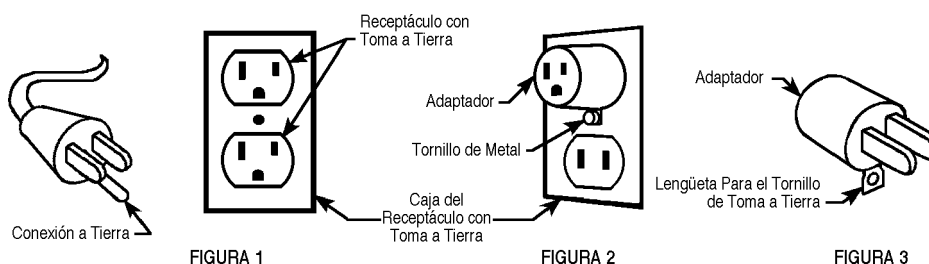 Receptáculo con
Toma a Tierra
Conexión a Tierra
Caja del
Receptáculo con
Toma a Tierra
FIGURA 1
Adaptador
Tornillo de Metal
FIGURA 2
Adaptador
Lengüeta Para el Tornillo
de Toma a Tierra
FIGURA 3